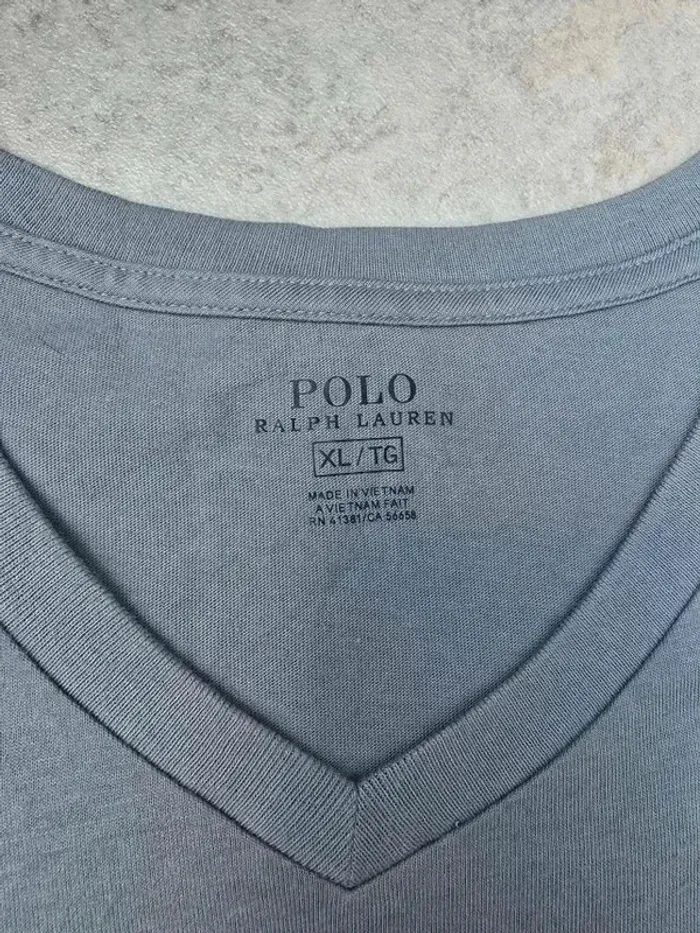 POLO
RALPH LAUREN
XL/TG
MADE IN VIETNAM
A VIETNAM FAIT
RN 41381/CA 56658